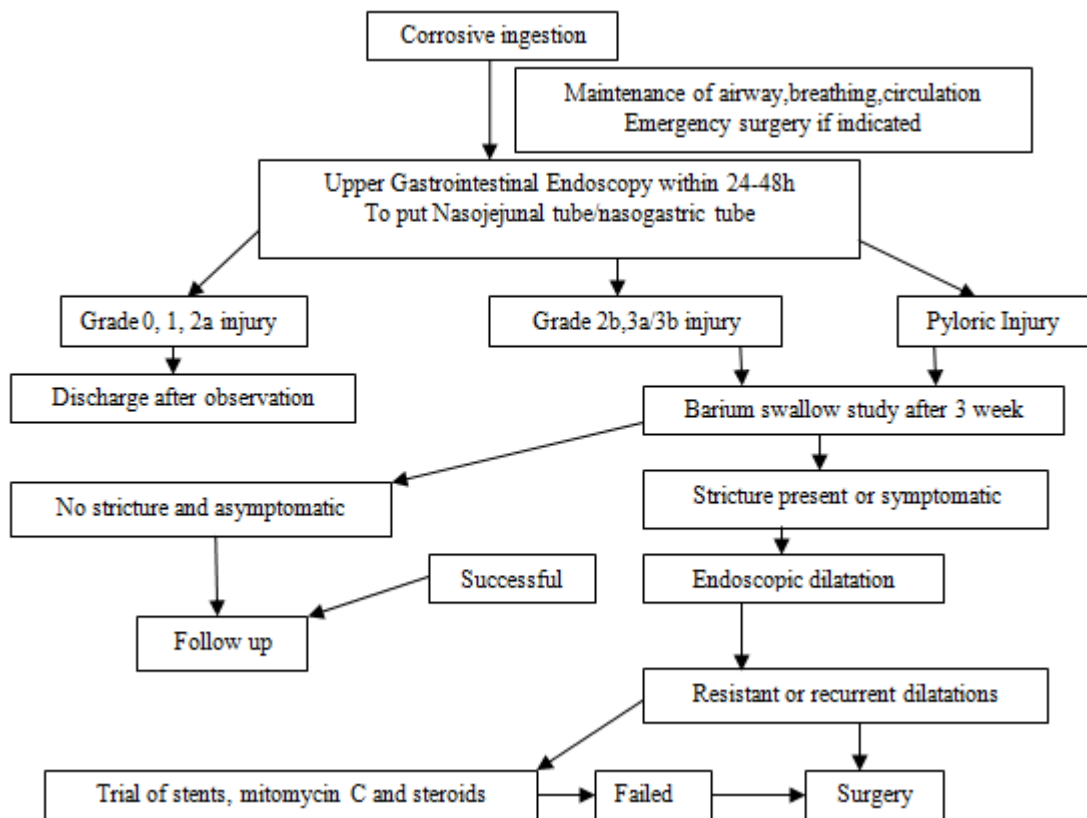 Corrosive ingestion
Maintenance of airway,breathing,circulation
Emergency surgery if indicated
Upper Gastrointestinal Endoscopy within 24-48h
To put Nasojejunal tube/nasogastric tube
Grade 0, 1, 2a injury
Grade 2b,3a/3b injury
Pyloric Injury
Discharge after observation
Barium swallow study after 3 week
No stricture and asymptomatic
Stricture present or symptomatic
Successful
Endoscopic dilatation
Follow up
Resistant or recurrent dilatations
Trial of stents, mitomycin C and steroids
Failed
Surgery